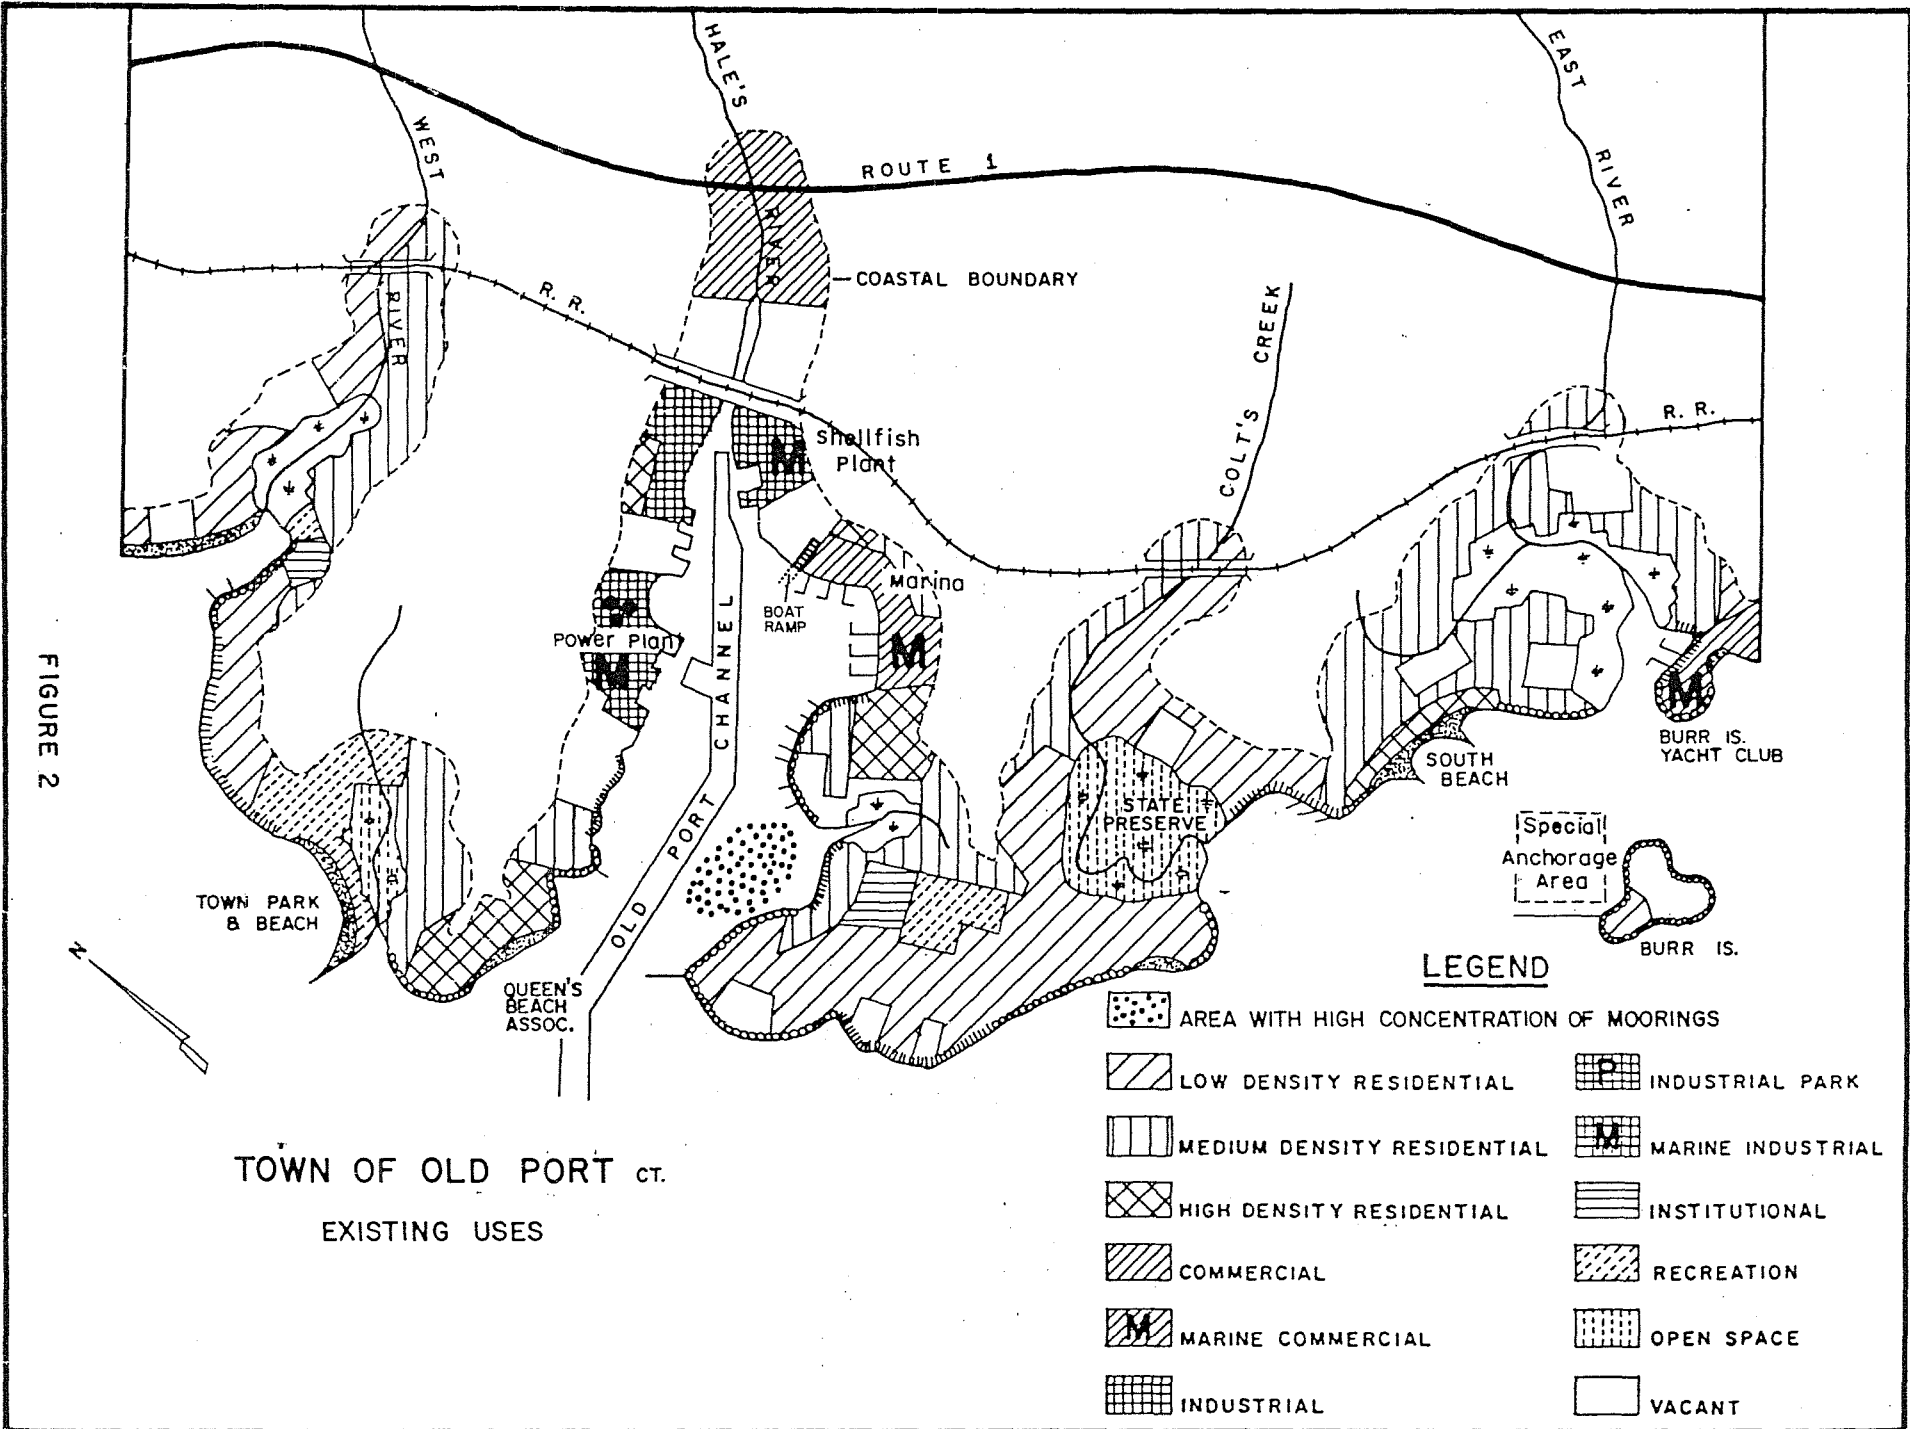 HALE'S
RIVER
EAST
RIVER
WEST
RIVER
ROUTE 1
COASTAL BOUNDARY
R. R.
COLT'S CREEK
R. R.
Shellfish
Plant
M
Marina
M
BOAT
RAMP
Power Plant
M
OLD PORT CHANNEL
M
BURR IS.
YACHT CLUB
SOUTH
BEACH
STATE
PRESERVE
Special
Anchorage
Area
BURR IS.
TOWN PARK
& BEACH
QUEEN'S
BEACH
ASSOC.
N
FIGURE 2
TOWN OF OLD PORT CT.
EXISTING USES
LEGEND
AREA WITH HIGH CONCENTRATION OF MOORINGS
LOW DENSITY RESIDENTIAL
MEDIUM DENSITY RESIDENTIAL
HIGH DENSITY RESIDENTIAL
COMMERCIAL
M MARINE COMMERCIAL
INDUSTRIAL
P INDUSTRIAL PARK
M MARINE INDUSTRIAL
INSTITUTIONAL
RECREATION
OPEN SPACE
VACANT